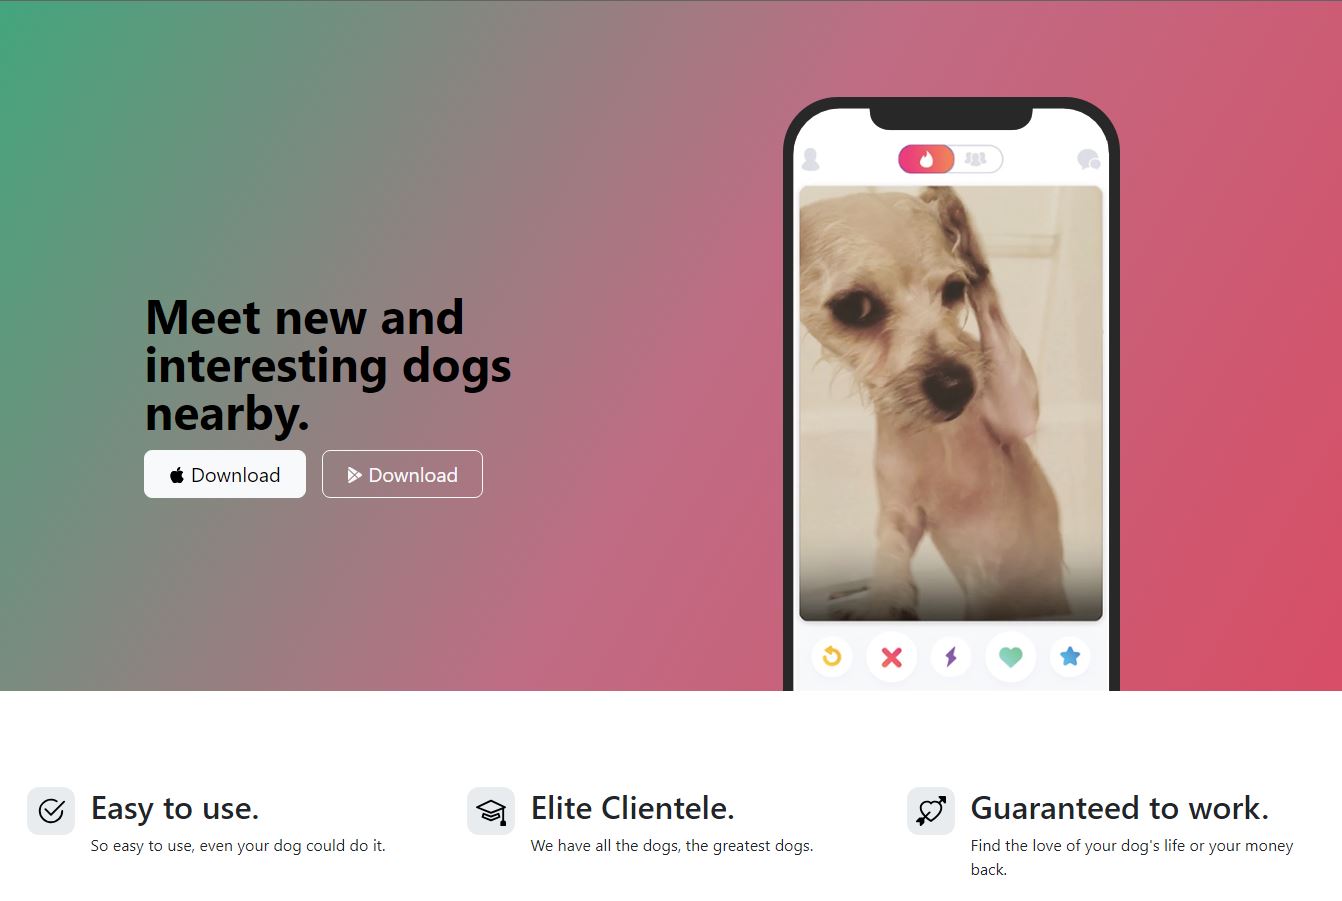 Meet new and
interesting dogs
nearby.
Download
Download
Easy to use.
So easy to use, even your dog could do it.
Elite Clientele.
We have all the dogs, the greatest dogs.
Guaranteed to work.
Find the love of your dog's life or your money
back.